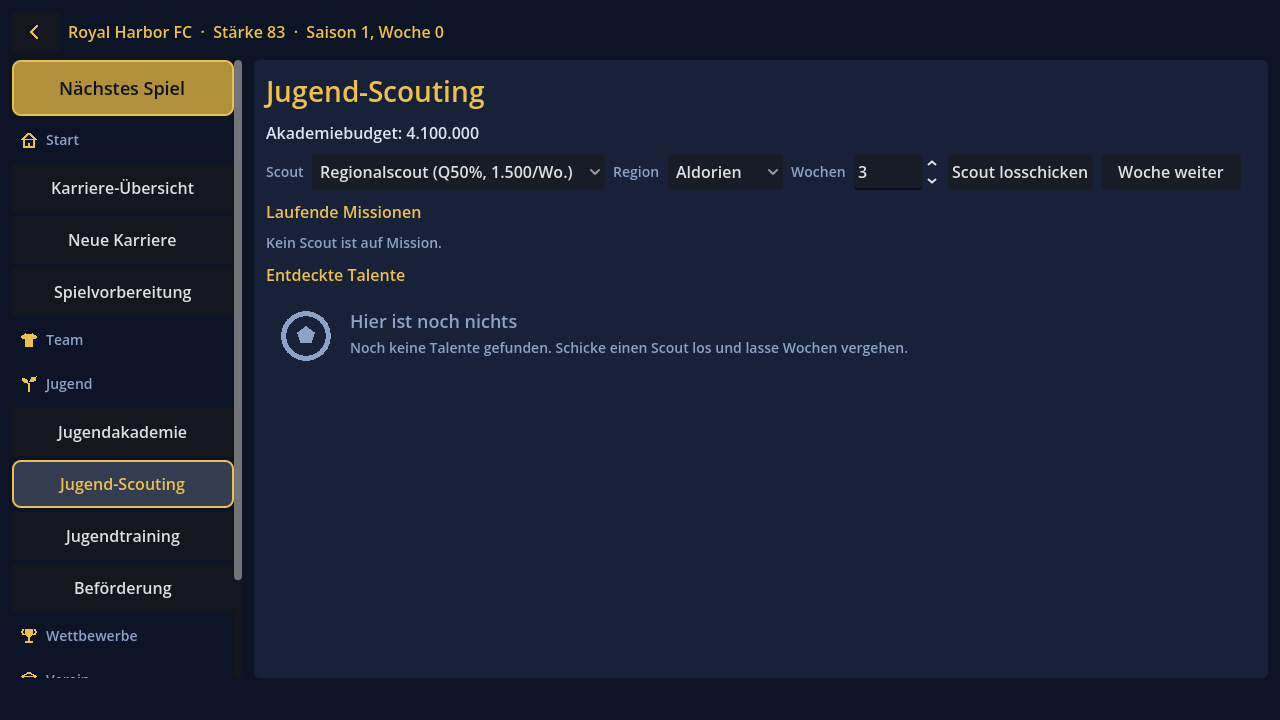 Royal Harbor FC · Stärke 83 · Saison 1, Woche 0
Nächstes Spiel
Start
Karriere-Übersicht
Neue Karriere
Spielvorbereitung
Team
Jugend
Jugendakademie
Jugend-Scouting
Jugendtraining
Beförderung
Wettbewerbe
Verein
Jugend-Scouting
Akademiebudget: 4.100.000
Scout Regionalscout (Q50%, 1.500/Wo.) Region Aldorien Wochen 3 Scout losschicken Woche weiter
Laufende Missionen
Kein Scout ist auf Mission.
Entdeckte Talente
Hier ist noch nichts
Noch keine Talente gefunden. Schicke einen Scout los und lasse Wochen vergehen.